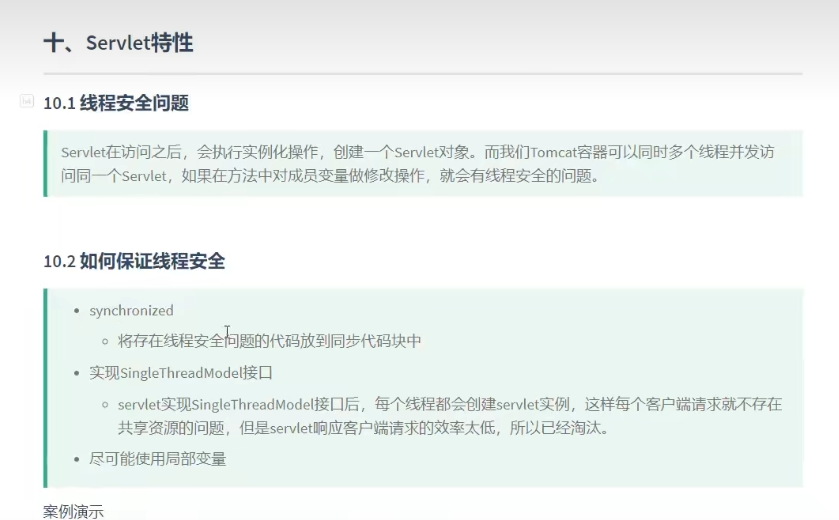 十、Servlet特性
10.1 线程安全问题
Servlet在访问之后，会执行实例化操作，创建一个Servlet对象。而我们Tomcat容器可以同时多个线程并发访
问同一个Servlet，如果在方法中对成员变量做修改操作，就会有线程安全的问题。
10.2 如何保证线程安全
synchronized
将存在线程安全问题的代码放到同步代码块中
实现SingleThreadModel接口
servlet实现SingleThreadModel接口后，每个线程都会创建servlet实例，这样每个客户端请求就不存在
共享资源的问题，但是servlet响应客户端请求的效率太低，所以已经淘汰。
尽可能使用局部变量
案例演示